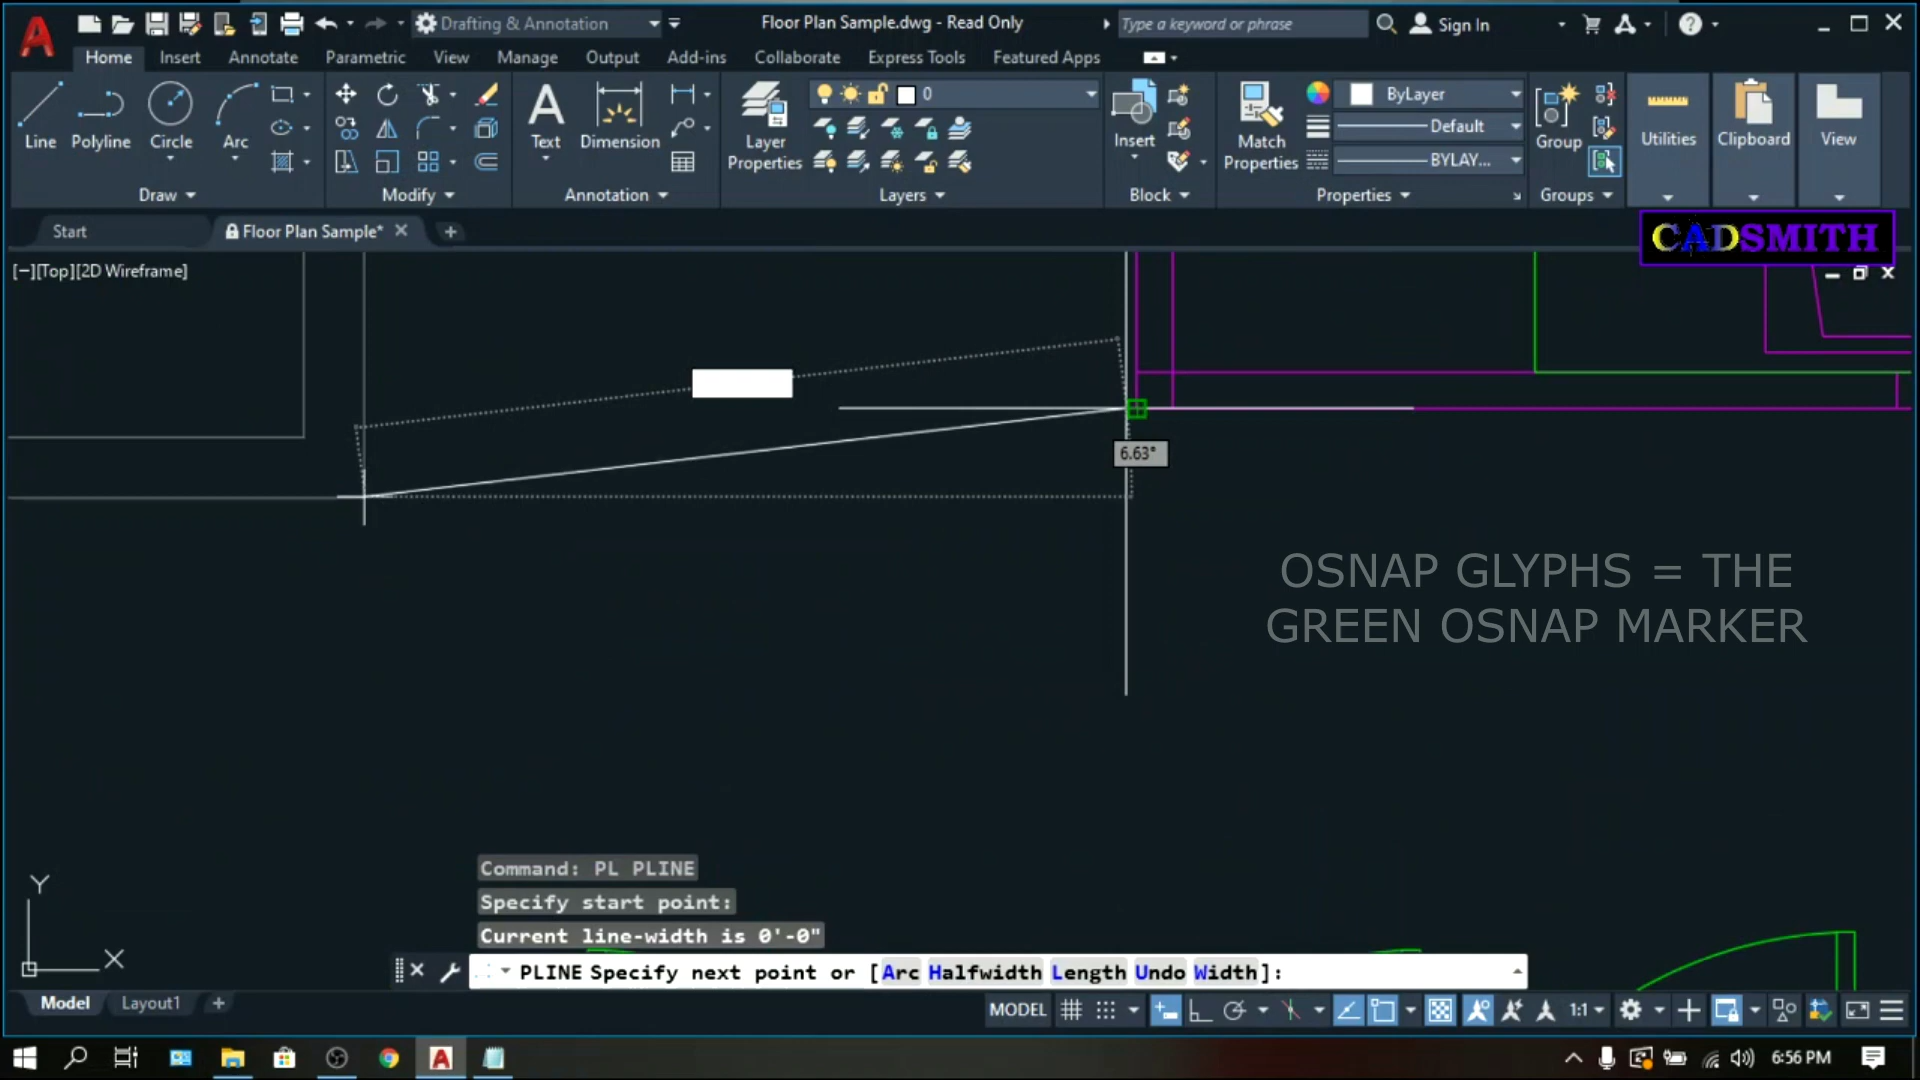 Drafting & Annotation
Floor Plan Sample.dwg - Read Only
Type a keyword or phrase
Sign In
Home Insert Annotate Parametric View Manage Output Add-ins Collaborate Express Tools Featured Apps
0
ByLayer
Default
BYLAY...
Line Polyline Circle Arc
Text Dimension
Layer Properties
Insert
Match Properties
Group
Utilities
Clipboard
View
Draw Modify Annotation Layers Block Properties Groups
Start Floor Plan Sample*
CADSMITH
[−][Top][2D Wireframe]
6.63°
OSNAP GLYPHS = THE
GREEN OSNAP MARKER
Command: PL PLINE
Specify start point:
Current line-width is 0'-0"
Y
X
PLINE Specify next point or [Arc Halfwidth Length Undo Width]:
Model Layout1
MODEL
1:1
6:56 PM